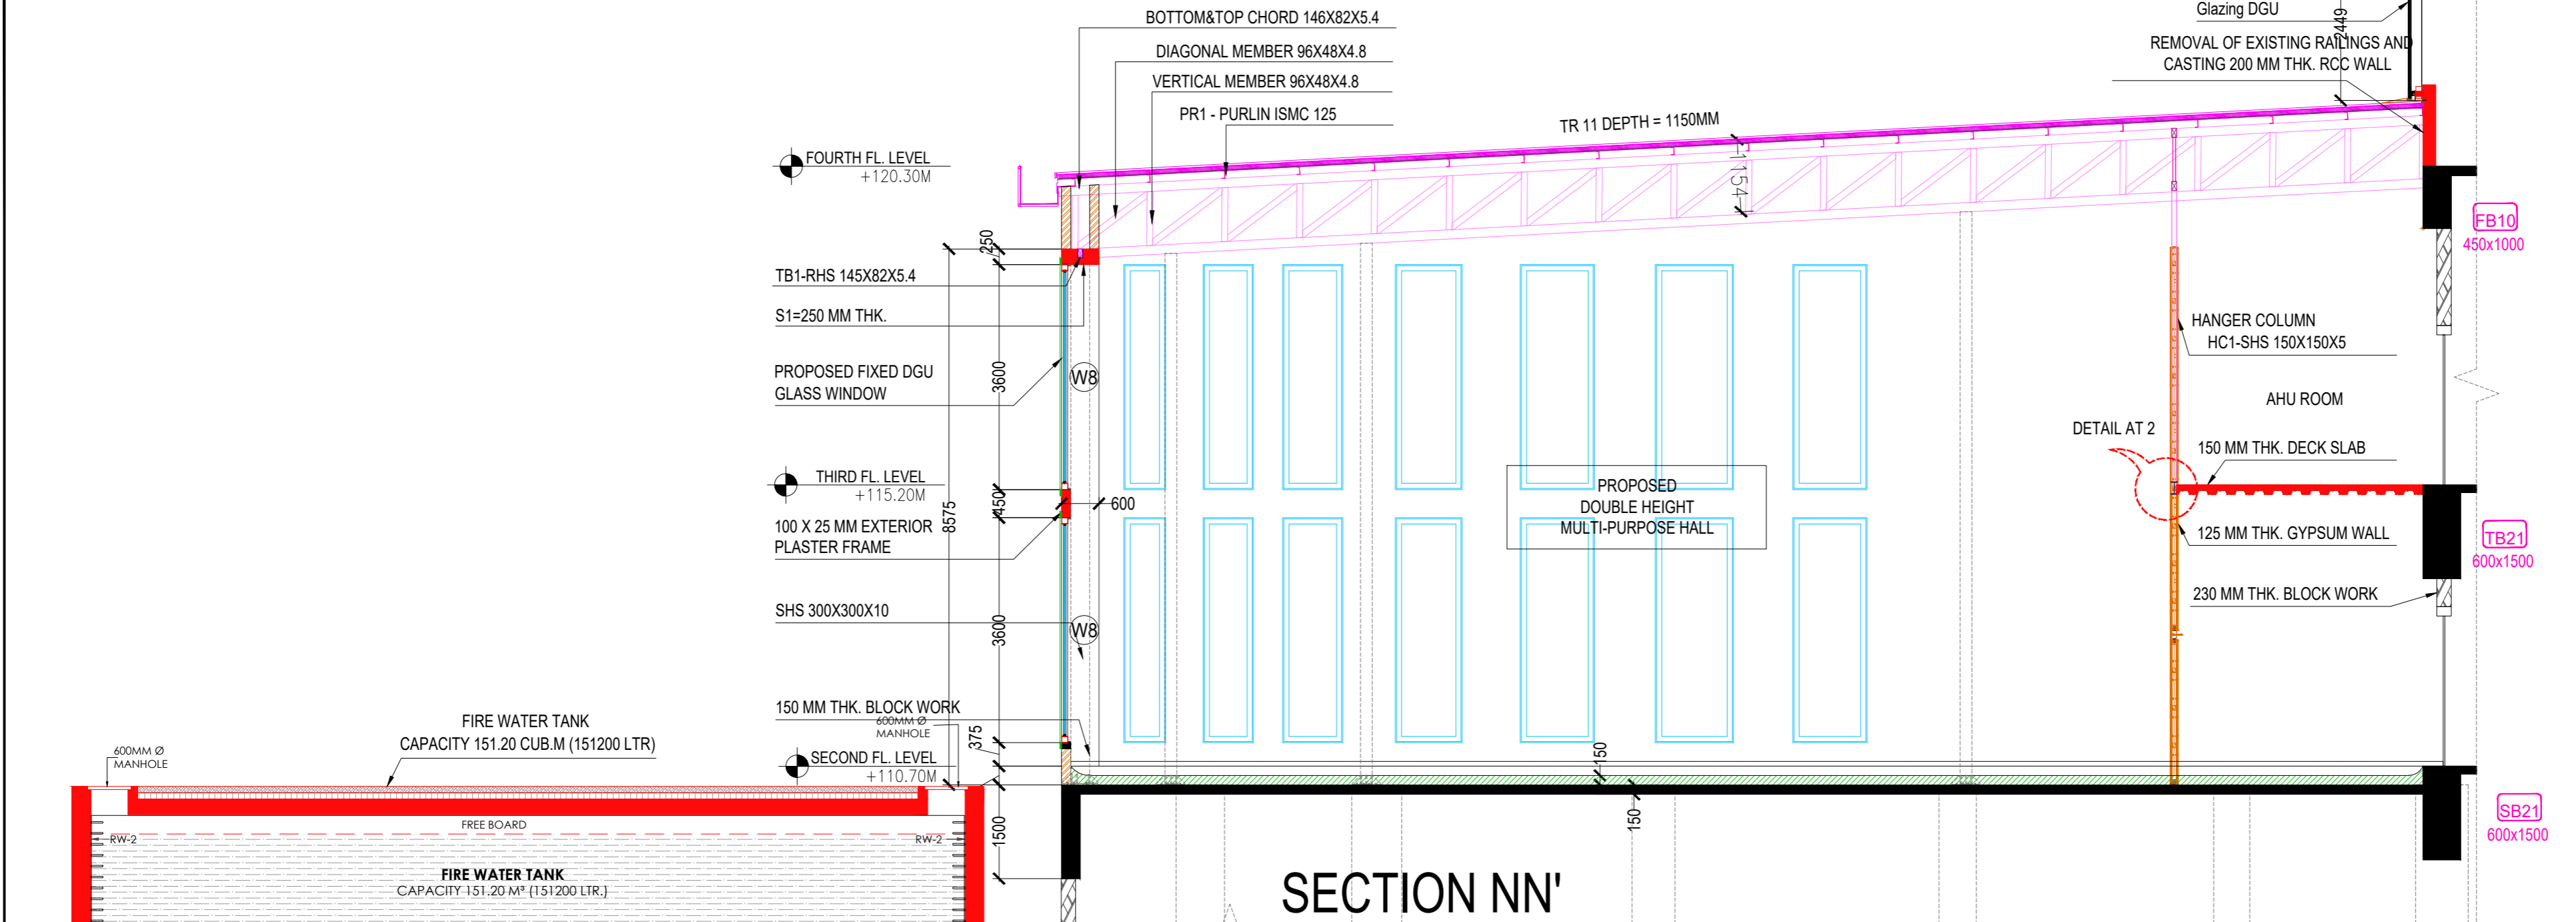 BOTTOM&TOP CHORD 146X82X5.4
DIAGONAL MEMBER 96X48X4.8
VERTICAL MEMBER 96X48X4.8
PR1 - PURLIN ISMC 125
TR 11 DEPTH = 1150MM
1154
Glazing DGU
2449
REMOVAL OF EXISTING RAILINGS AND
CASTING 200 MM THK. RCC WALL
FOURTH FL. LEVEL
+120.30M
250
TB1-RHS 145X82X5.4
S1=250 MM THK.
PROPOSED FIXED DGU
GLASS WINDOW
3600
W8
THIRD FL. LEVEL
+115.20M
450
600
8575
100 X 25 MM EXTERIOR
PLASTER FRAME
SHS 300X300X10
3600
W8
150 MM THK. BLOCK WORK
600MM Ø
MANHOLE
375
SECOND FL. LEVEL
+110.70M
1500
PROPOSED
DOUBLE HEIGHT
MULTI-PURPOSE HALL
150
150
FB10
450x1000
HANGER COLUMN
HC1-SHS 150X150X5
AHU ROOM
DETAIL AT 2
150 MM THK. DECK SLAB
125 MM THK. GYPSUM WALL
TB21
600x1500
230 MM THK. BLOCK WORK
SB21
600x1500
FIRE WATER TANK
CAPACITY 151.20 CUB.M (151200 LTR)
600MM Ø
MANHOLE
FREE BOARD
RW-2
RW-2
FIRE WATER TANK
CAPACITY 151.20 M³ (151200 LTR.)
SECTION NN'